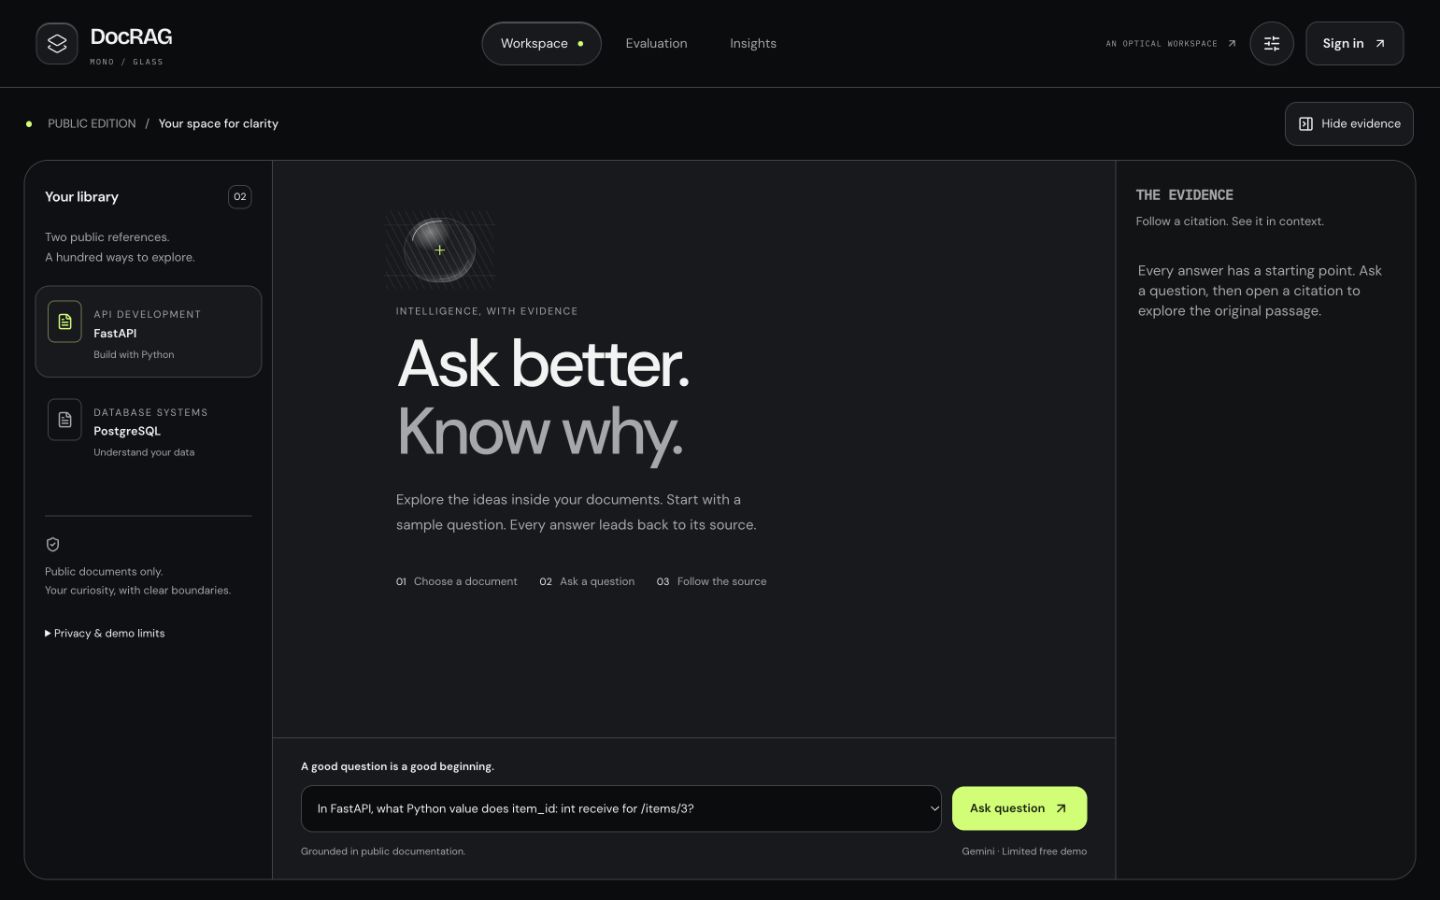 DocRAG
MONO / GLASS
Workspace
Evaluation
Insights
AN OPTICAL WORKSPACE
Sign in
PUBLIC EDITION / Your space for clarity
Hide evidence
Your library
02
Two public references.
A hundred ways to explore.
API DEVELOPMENT
FastAPI
Build with Python
DATABASE SYSTEMS
PostgreSQL
Understand your data
Public documents only.
Your curiosity, with clear boundaries.
Privacy & demo limits
INTELLIGENCE, WITH EVIDENCE
Ask better.
Know why.
Explore the ideas inside your documents. Start with a
sample question. Every answer leads back to its source.
01 Choose a document 02 Ask a question 03 Follow the source
A good question is a good beginning.
In FastAPI, what Python value does item_id: int receive for /items/3?
Ask question
Grounded in public documentation.
Gemini · Limited free demo
THE EVIDENCE
Follow a citation. See it in context.
Every answer has a starting point. Ask
a question, then open a citation to
explore the original passage.